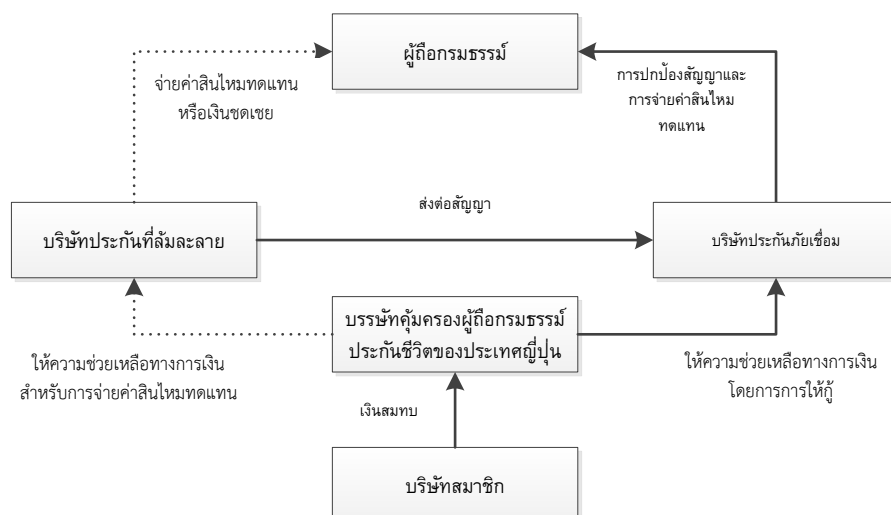 ผู้ถือกรมธรรม์
จ่ายค่าสินไหมทดแทน
หรือเงินชดเชย
การปกป้องสัญญาและ
การจ่ายค่าสินไหม
ทดแทน
ส่งต่อสัญญา
บริษัทประกันที่ล้มละลาย
บริษัทประกันภัยเชื่อม
บรรษัทคุ้มครองผู้ถือกรมธรรม์
ประกันชีวิตของประเทศญี่ปุ่น
ให้ความช่วยเหลือทางการเงิน
สำหรับการจ่ายค่าสินไหมทดแทน
ให้ความช่วยเหลือทางการเงิน
โดยการการให้กู้
เงินสมทบ
บริษัทสมาชิก